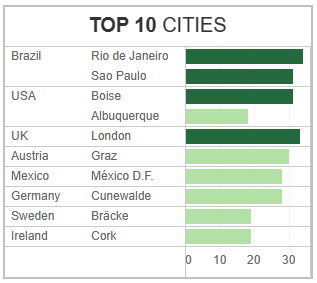 TOP 10 CITIES
Brazil Rio de Janeiro
Sao Paulo
USA Boise
Albuquerque
UK London
Austria Graz
Mexico México D.F.
Germany Cunewalde
Sweden Bräcke
Ireland Cork
0 10 20 30